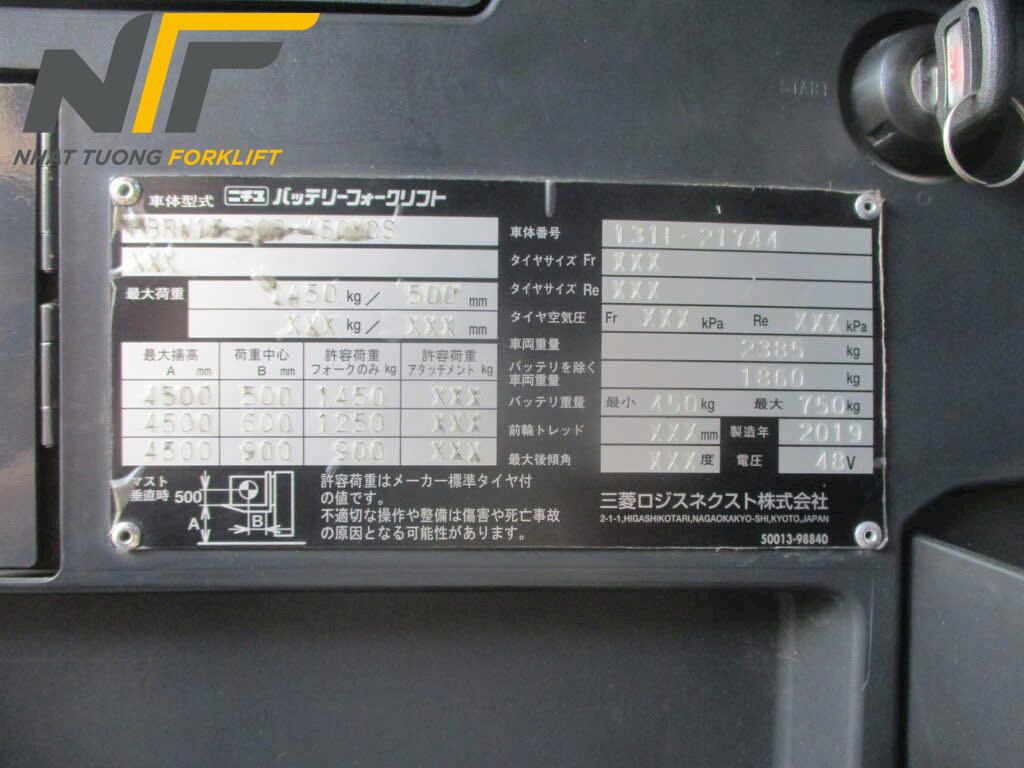 NT
NHAT TUONG FORKLIFT
START
車体型式 ニチユ バッテリーフォークリフト
XXX
最大荷重 1450 kg／ 500 mm
XXX kg／ XXX mm
最大揚高 A mm 荷重中心 B mm 許容荷重 フォークのみ kg 許容荷重 アタッチメント kg
4500 500 1450 XXX
4500 600 1250 XXX
4500 900 900 XXX
マスト垂直時 500 A B
許容荷重はメーカー標準タイヤ付
の値です。
不適切な操作や整備は傷害や死亡事故
の原因となる可能性があります。
車体番号 131H-21744
タイヤサイズ Fr XXX
タイヤサイズ Re XXX
タイヤ空気圧 Fr XXX kPa Re XXX kPa
車両重量 2385 kg
バッテリを除く車両重量 1860 kg
バッテリ重量 最小 450 kg 最大 750 kg
前輪トレッド XXX mm 製造年 2019
最大後傾角 XXX 度 電圧 48 V
三菱ロジスネクスト株式会社
2-1-1,HIGASHIKOTARI,NAGAOKAKYO-SHI,KYOTO,JAPAN
50013-98840